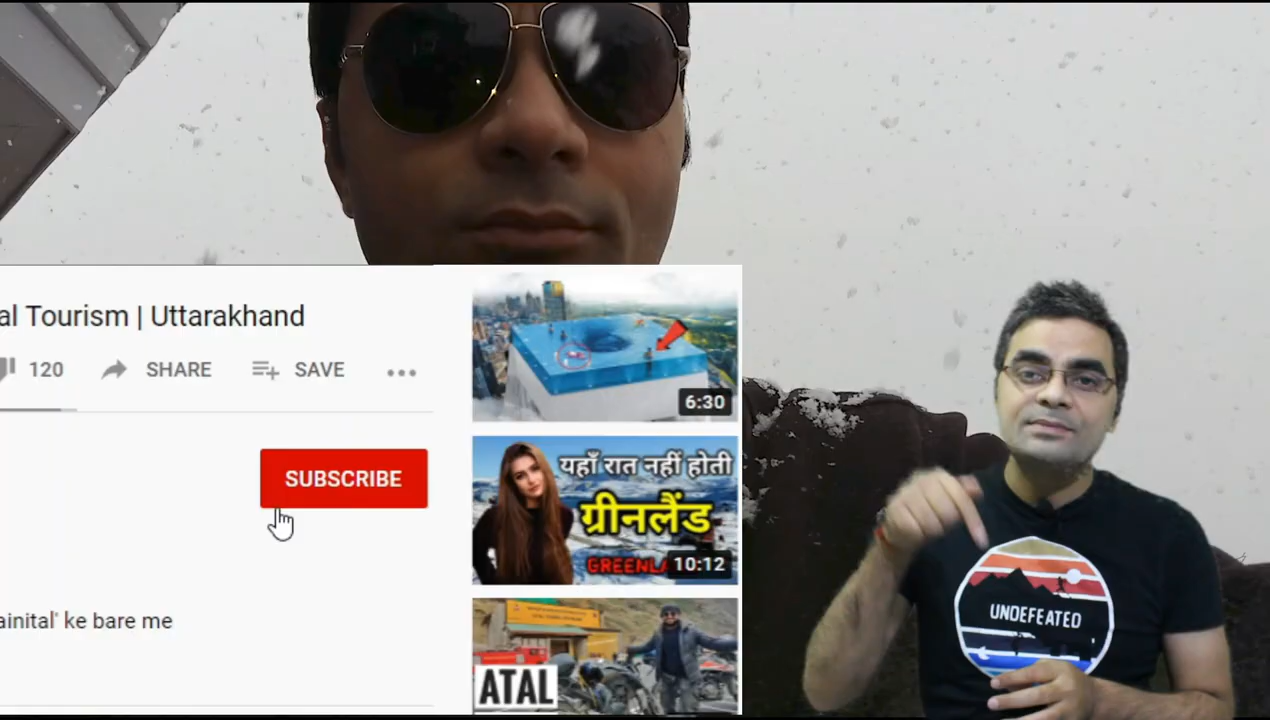 al Tourism | Uttarakhand
120 SHARE SAVE
SUBSCRIBE
ainital' ke bare me
6:30
यहाँ रात नहीं होती
ग्रीनलैंड
10:12
ATAL
UNDEFEATED